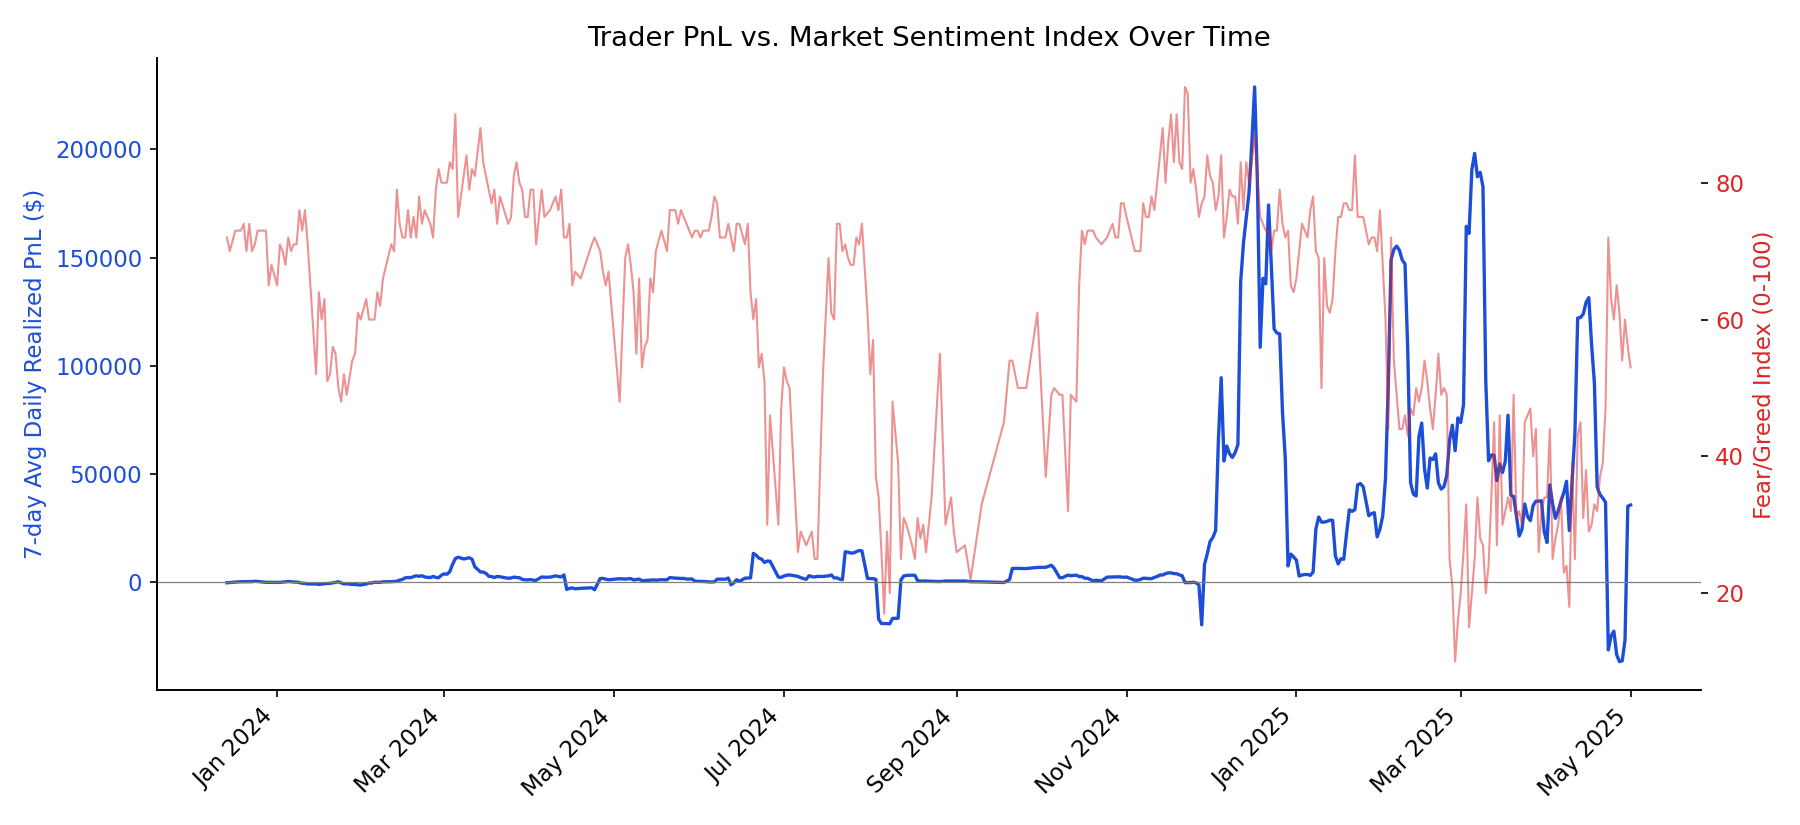 Trader PnL vs. Market Sentiment Index Over Time
7-day Avg Daily Realized PnL ($)
200000
150000
100000
50000
0
Fear/Greed Index (0-100)
80
60
40
20
Jan 2024
Mar 2024
May 2024
Jul 2024
Sep 2024
Nov 2024
Jan 2025
Mar 2025
May 2025